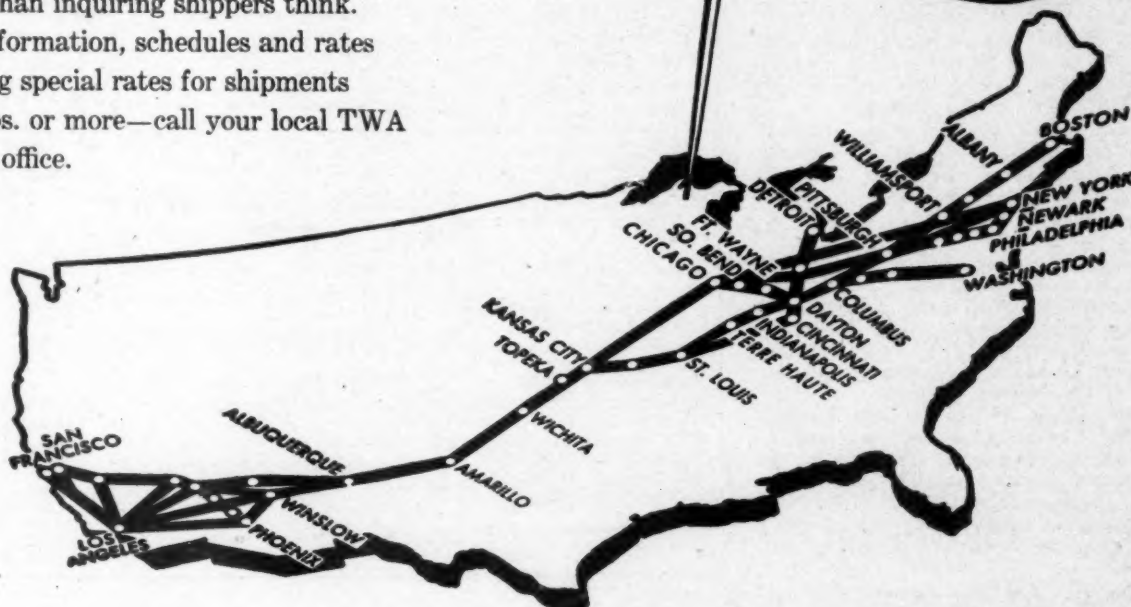 han inquiring shippers think.
formation, schedules and rates
g special rates for shipments
os. or more—call your local TWA
office.
BOSTON
ALBANY
WILLIAMSPORT
NEW YORK
NEWARK
PHILADELPHIA
PITTSBURGH
DETROIT
WASHINGTON
FT. WAYNE
SO. BEND
CHICAGO
COLUMBUS
DAYTON
CINCINNATI
INDIANAPOLIS
TERRE HAUTE
KANSAS CITY
TOPEKA
ST. LOUIS
WICHITA
ALBUQUERQUE
AMARILLO
SAN
FRANCISCO
WINSLOW
PHOENIX
LOS
ANGELES